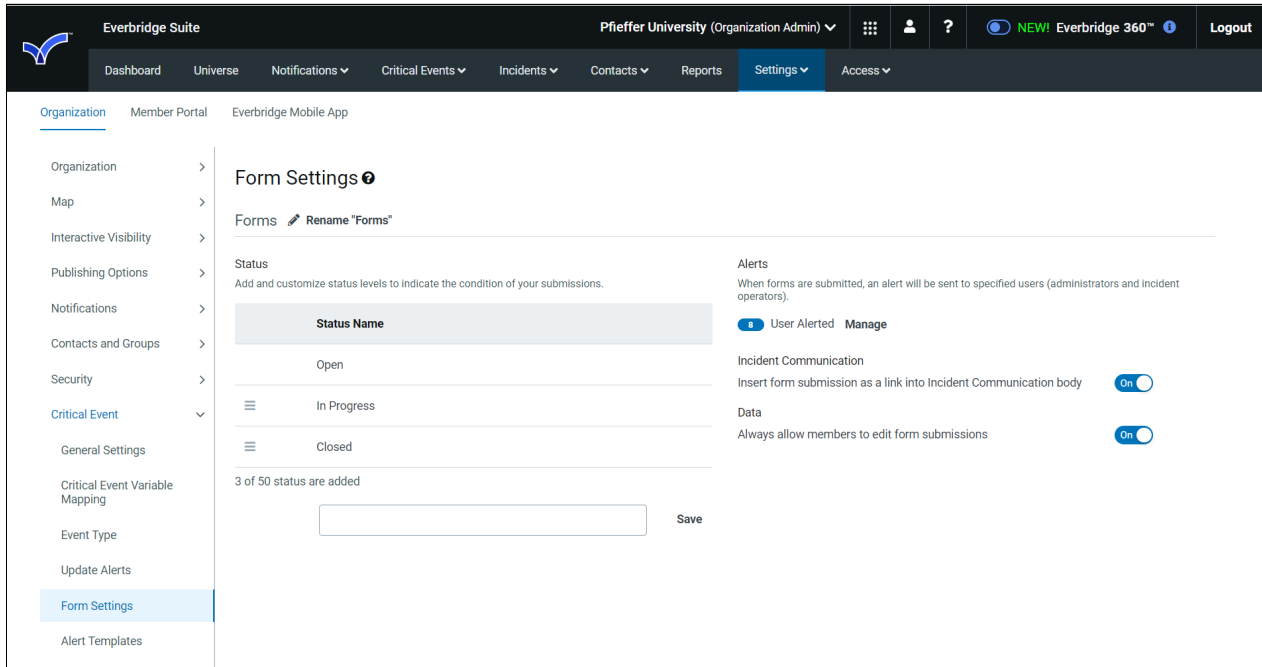 Everbridge Suite
Pfieffer University (Organization Admin)
?
NEW! Everbridge 360™
Logout
Dashboard Universe Notifications Critical Events Incidents Contacts Reports Settings Access
Organization Member Portal Everbridge Mobile App
Organization
Map
Interactive Visibility
Publishing Options
Notifications
Contacts and Groups
Security
Critical Event
General Settings
Critical Event Variable
Mapping
Event Type
Update Alerts
Form Settings
Alert Templates
Form Settings ?
Forms Rename "Forms"
Status
Add and customize status levels to indicate the condition of your submissions.
Status Name
Open
In Progress
Closed
3 of 50 status are added
Save
Alerts
When forms are submitted, an alert will be sent to specified users (administrators and incident
operators).
8 User Alerted Manage
Incident Communication
Insert form submission as a link into Incident Communication body On
Data
Always allow members to edit form submissions On